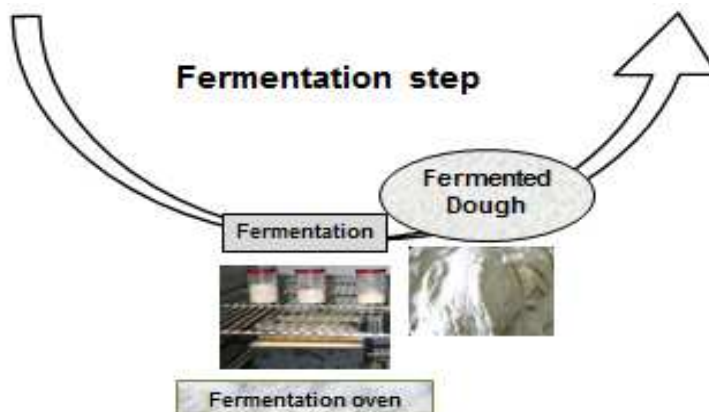 Fermentation step
Fermented
Dough
Fermentation
Fermentation oven